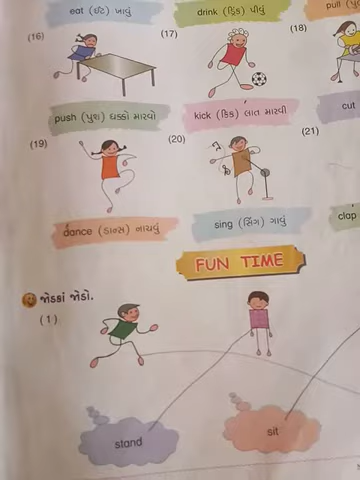 eat (ઈટ) ખાવું
drink (ડ્રિંક) પીવું
pull
(16)
(17)
(18)
push (પુશ) ધક્કો મારવો
kick (કિક) લાત મારવી
cut
(19)
(20)
(21)
dance (ડાન્સ) નાચવું
sing (સિંગ) ગાવું
clap
FUN TIME
જોડકાં જોડો.
(1)
stand
sit